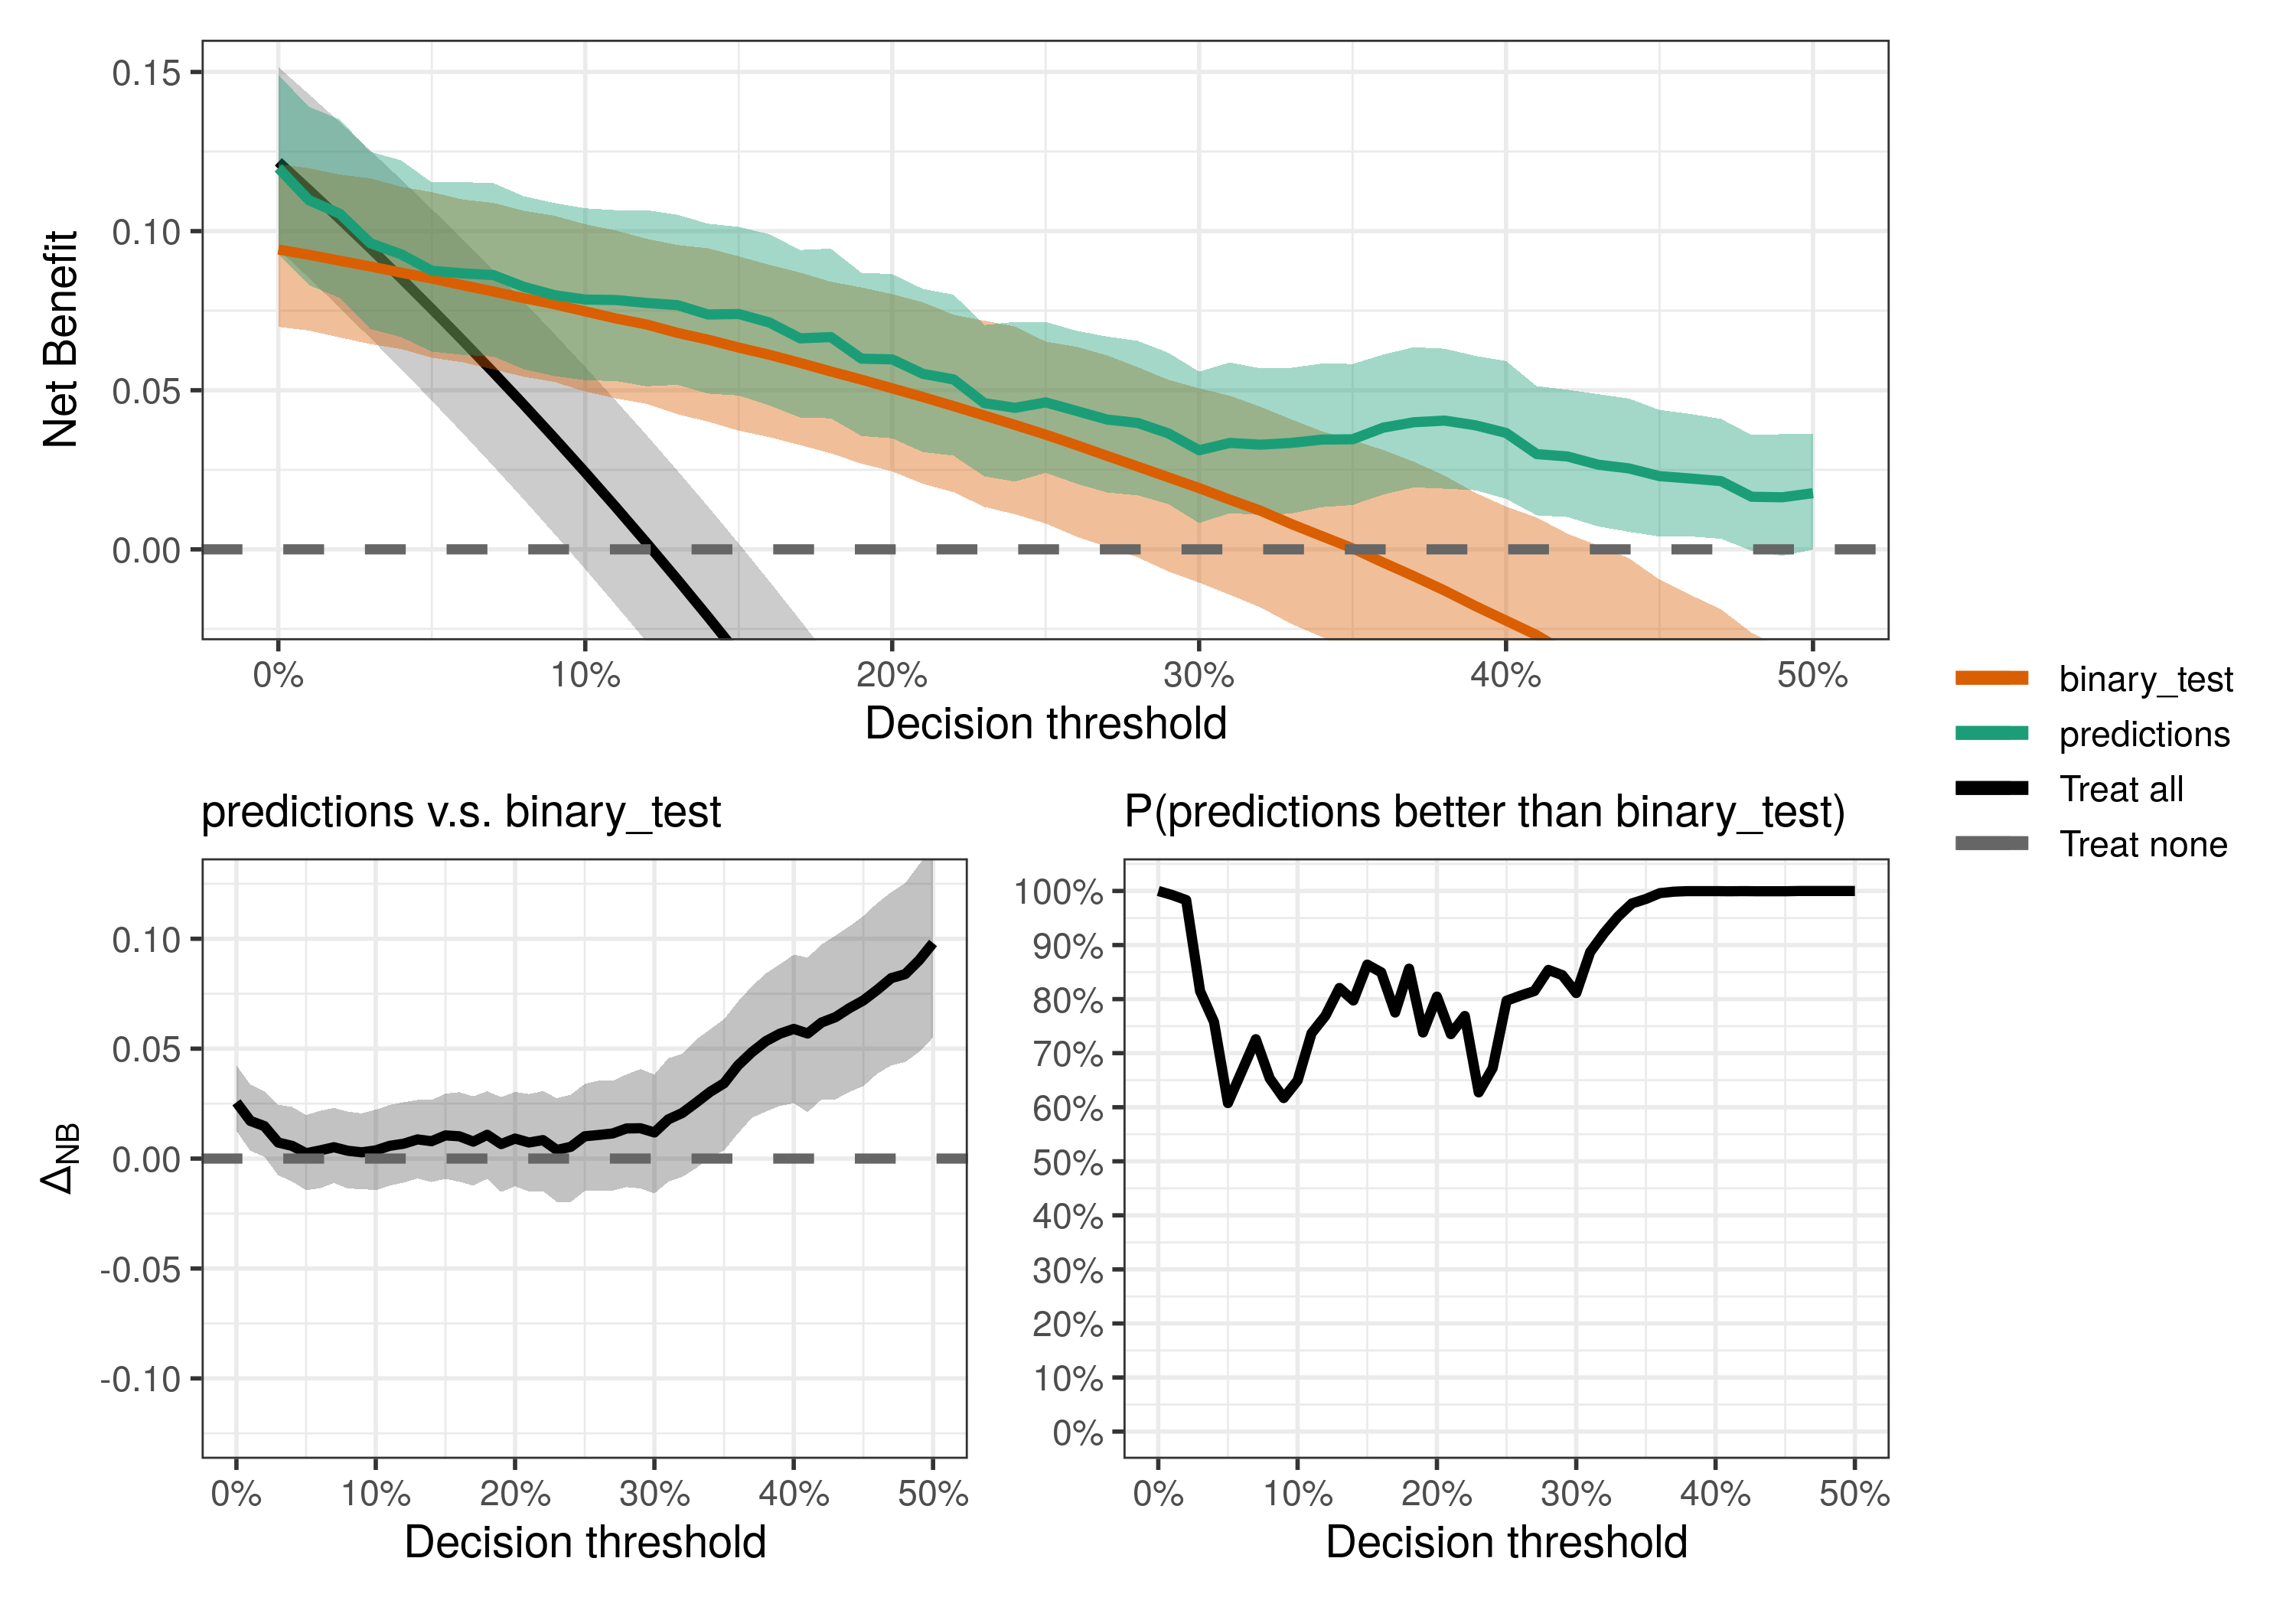 0.15
0.10
0.05
0.00
Net Benefit
0% 10% 20% 30% 40% 50%
Decision threshold
binary_test
predictions
Treat all
Treat none
predictions v.s. binary_test
0.10
0.05
0.00
-0.05
-0.10
ΔNB
0% 10% 20% 30% 40% 50%
Decision threshold
P(predictions better than binary_test)
100%
90%
80%
70%
60%
50%
40%
30%
20%
10%
0%
0% 10% 20% 30% 40% 50%
Decision threshold